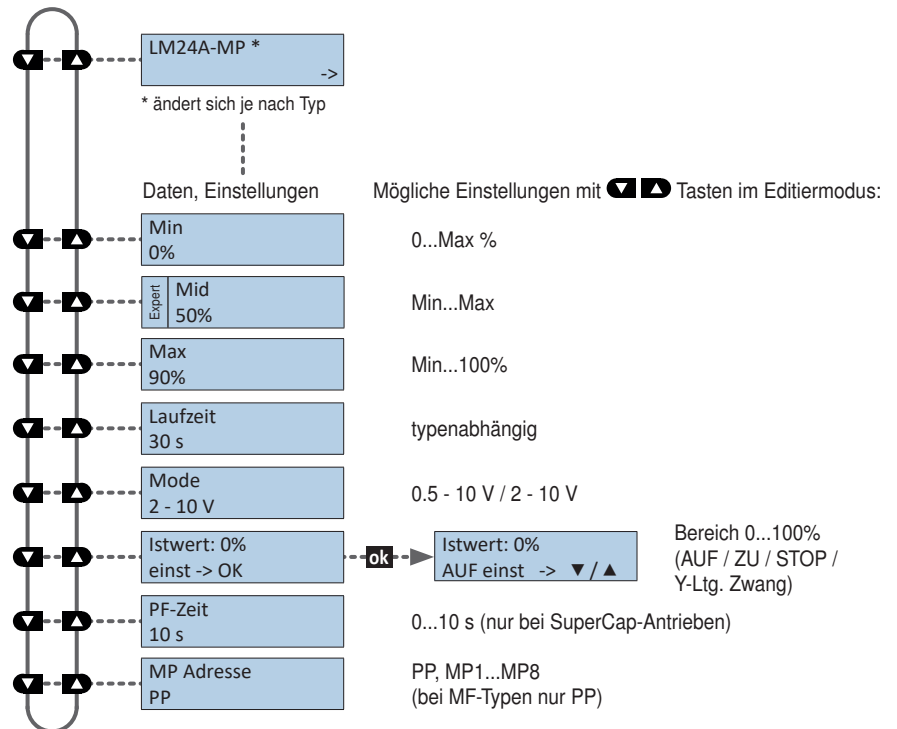 LM24A-MP *
->
* ändert sich je nach Typ
Daten, Einstellungen
Mögliche Einstellungen mit ▼ ▲ Tasten im Editiermodus:
Min
0%
0...Max %
Expert
Mid
50%
Min...Max
Max
90%
Min...100%
Laufzeit
30 s
typenabhängig
Mode
2 - 10 V
0.5 - 10 V / 2 - 10 V
Istwert: 0%
einst -> OK
ok
Istwert: 0%
AUF einst -> ▼/▲
Bereich 0...100%
(AUF / ZU / STOP /
Y-Ltg. Zwang)
PF-Zeit
10 s
0...10 s (nur bei SuperCap-Antrieben)
MP Adresse
PP
PP, MP1...MP8
(bei MF-Typen nur PP)